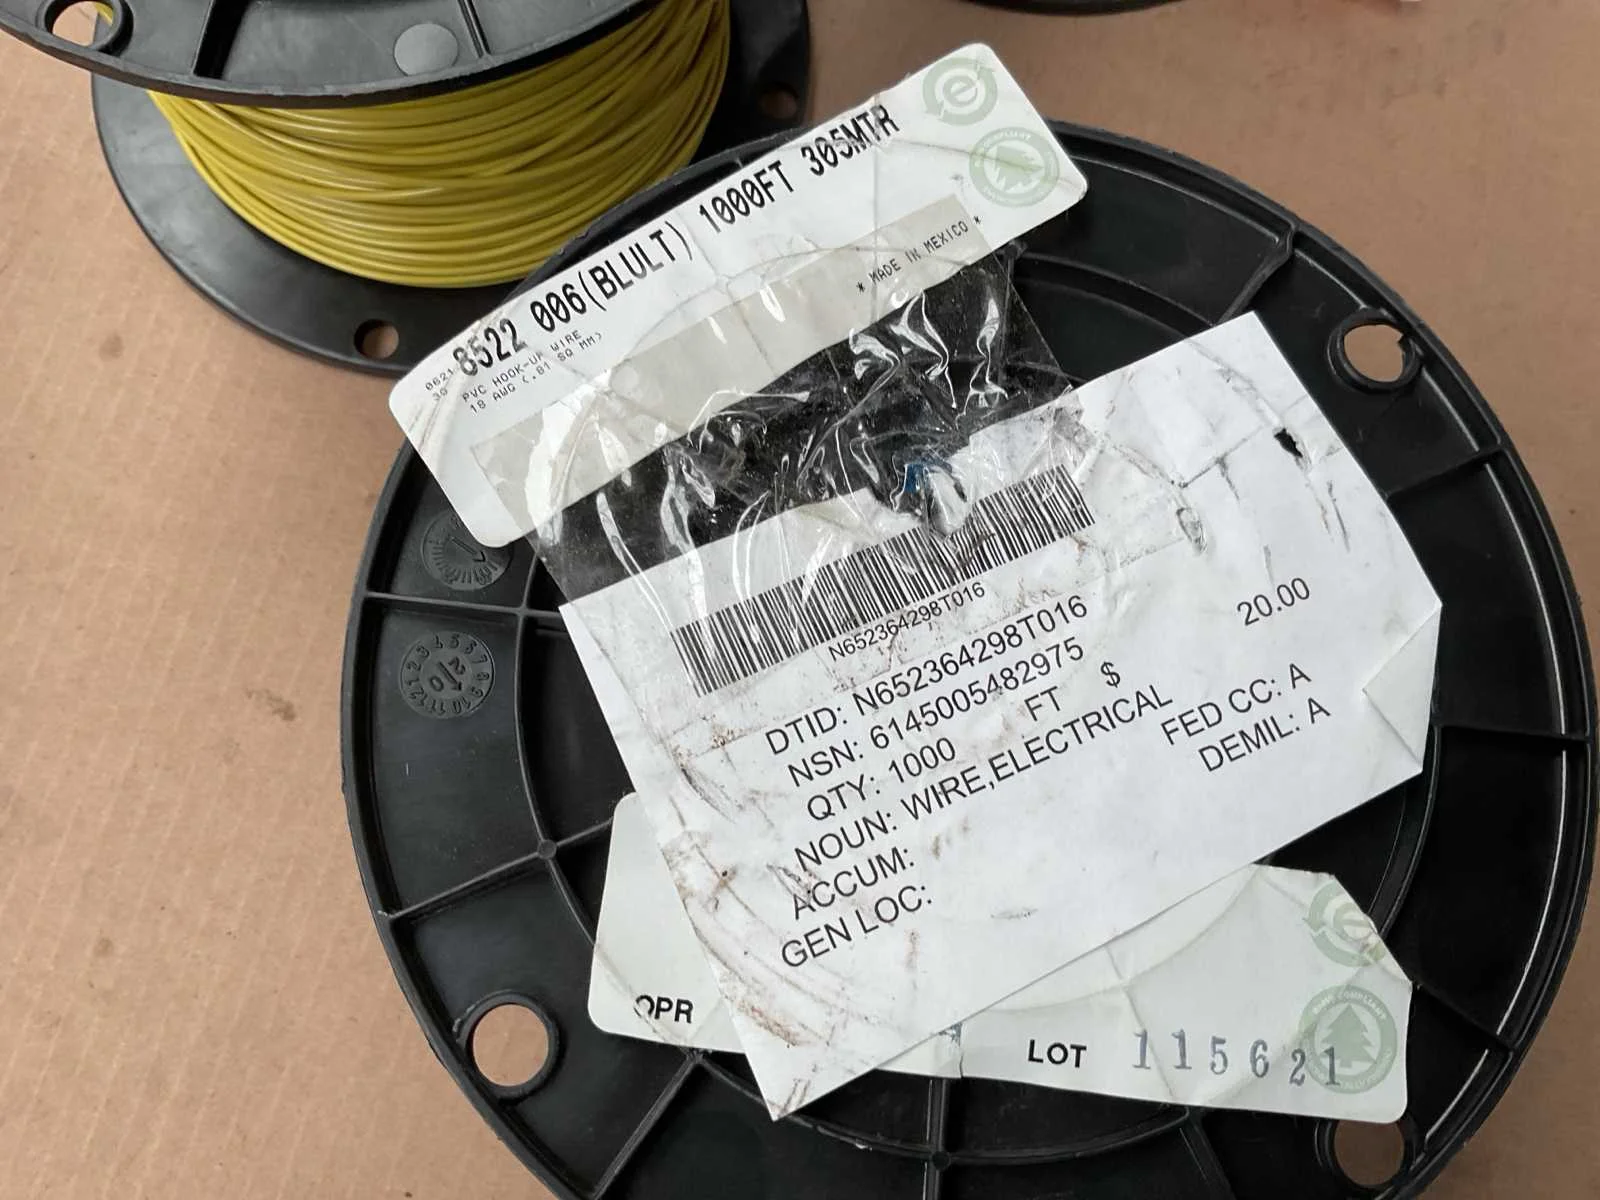 8522 006(BLULT) 1000FT 305MTR
PVC HOOK-UP WIRE
18 AWG (.81 SQ MM)
* MADE IN MEXICO *
N652364298T016
DTID: N652364298T016
NSN: 6145005482975
QTY: 1000 FT $ 20.00
NOUN: WIRE,ELECTRICAL
ACCUM: FED CC: A
GEN LOC: DEMIL: A
OPR
LOT 115621